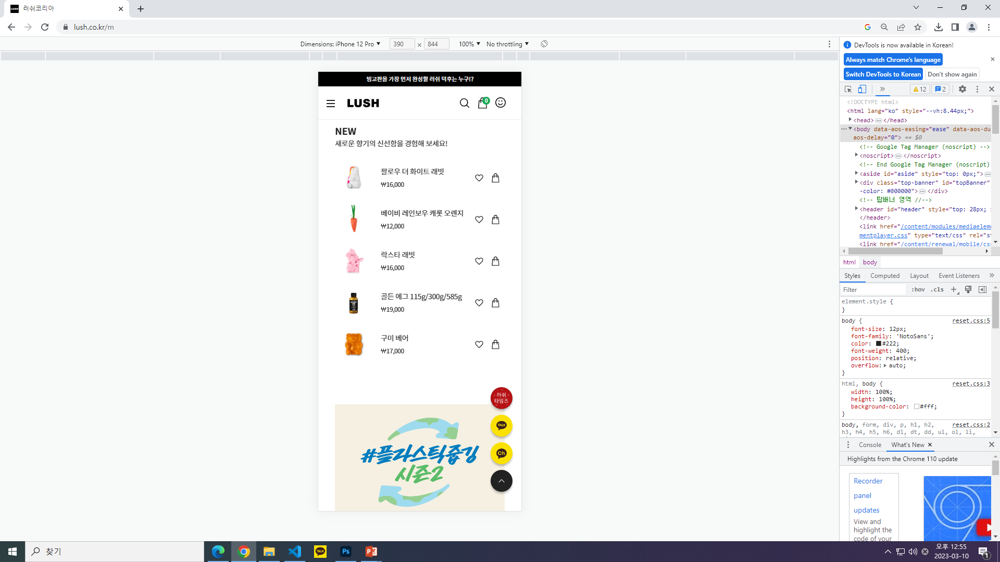 러쉬코리아
lush.co.kr/m
Dimensions: iPhone 12 Pro ▼ 390 × 844 100% ▼ No throttling ▼
DevTools is now available in Korean!
Always match Chrome's language
Switch DevTools to Korean Don't show again
12 2
빙고판을 가장 먼저 완성할 러쉬 덕후는 누구!?
LUSH 0
NEW
새로운 향기의 신선함을 경험해 보세요!
팔로우 더 화이트 래빗
₩16,000
베이비 레인보우 캐롯 오렌지
₩12,000
락스타 래빗
₩16,000
골든 에그 115g/300g/585g
₩19,000
구미 베어
₩17,000
러쉬
타임즈
TALK
Ch
#플라스틱줍깅
시즌2
<!DOCTYPE html>
<html lang="ko" style="--vh:8.44px;">
<head>…</head>
<body data-aos-easing="ease" data-aos-du
aos-delay="0"> == $0
<!-- Google Tag Manager (noscript) -->
<noscript>…</noscript>
<!-- End Google Tag Manager (noscript)
<aside id="aside" style="top: 0px;">…
<div class="top-banner" id="topBanner"
-color: #000000">…</div>
<!-- 탑배너 영역 //-->
<header id="header" style="top: 28px;
</header>
<link href="/content/modules/mediaeleme
mentplayer.css" type="text/css" rel="st
<link href="/content/renewal/mobile/css
html body
Styles Computed Layout Event Listeners
Filter :hov .cls
element.style {
}
body { reset.css:5
font-size: 12px;
font-family: 'NotoSans';
color: #222;
font-weight: 400;
position: relative;
overflow: auto;
}
html, body { reset.css:3
width: 100%;
height: 100%;
background-color: #fff;
}
body, form, div, p, h1, h2, reset.css:2
h3, h4, h5, h6, dl, dt, dd, ul, ol, li,
Console What's New
Highlights from the Chrome 110 update
Recorder
panel
updates
View and
highlight the
code of your
찾기
TALK
Ps
오후 12:55
2023-03-10
1